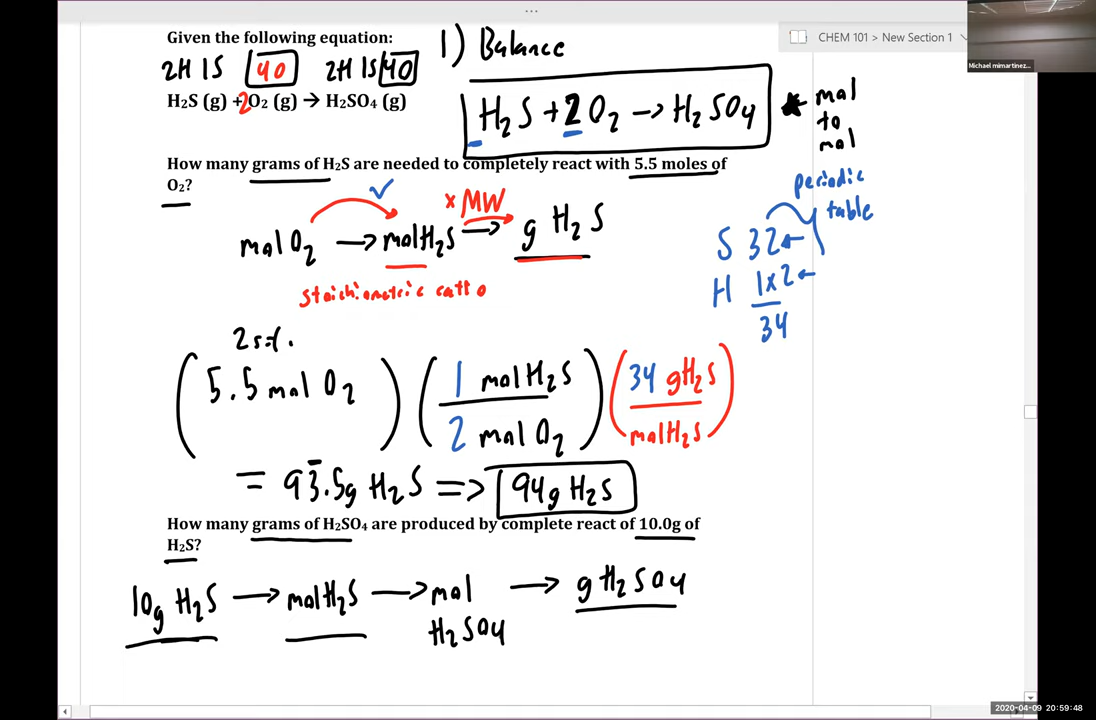 ...
CHEM 101 > New Section 1
Michael mimartinez...
Given the following equation:
1) Balance
2H 1S 4O 2H 1S 4O
H₂S (g) + 2O₂ (g) → H₂SO₄ (g)
H₂S + 2O₂ → H₂SO₄
* mol
to
mol
How many grams of H₂S are needed to completely react with 5.5 moles of
O₂?
✓
periodic
table
mol O₂ → mol H₂S × MW → g H₂S
stoichiometric ratio
S 32 ←
H 1x2 ←
34
2 s.f.
(5.5 mol O₂) (1 mol H₂S / 2 mol O₂) (34 g H₂S / mol H₂S)
= 93.5g H₂S => 94g H₂S
How many grams of H₂SO₄ are produced by complete react of 10.0g of
H₂S?
10g H₂S → mol H₂S → mol → g H₂SO₄
H₂SO₄
2020-04-09 20:59:48